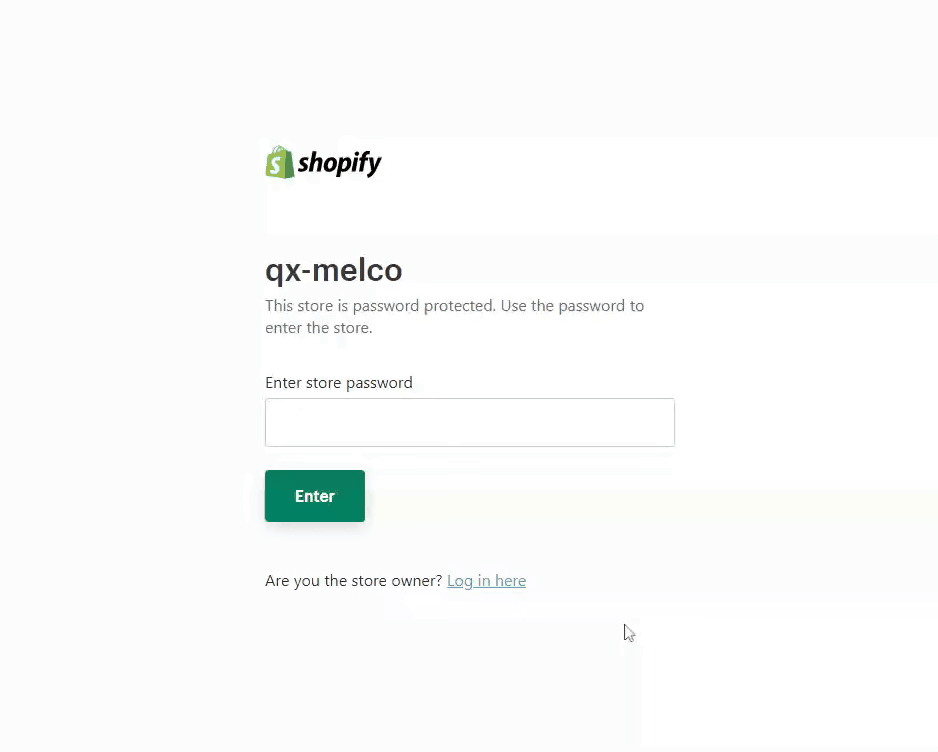 shopify
qx-melco
This store is password protected. Use the password to
enter the store.
Enter store password
Enter
Are you the store owner? Log in here